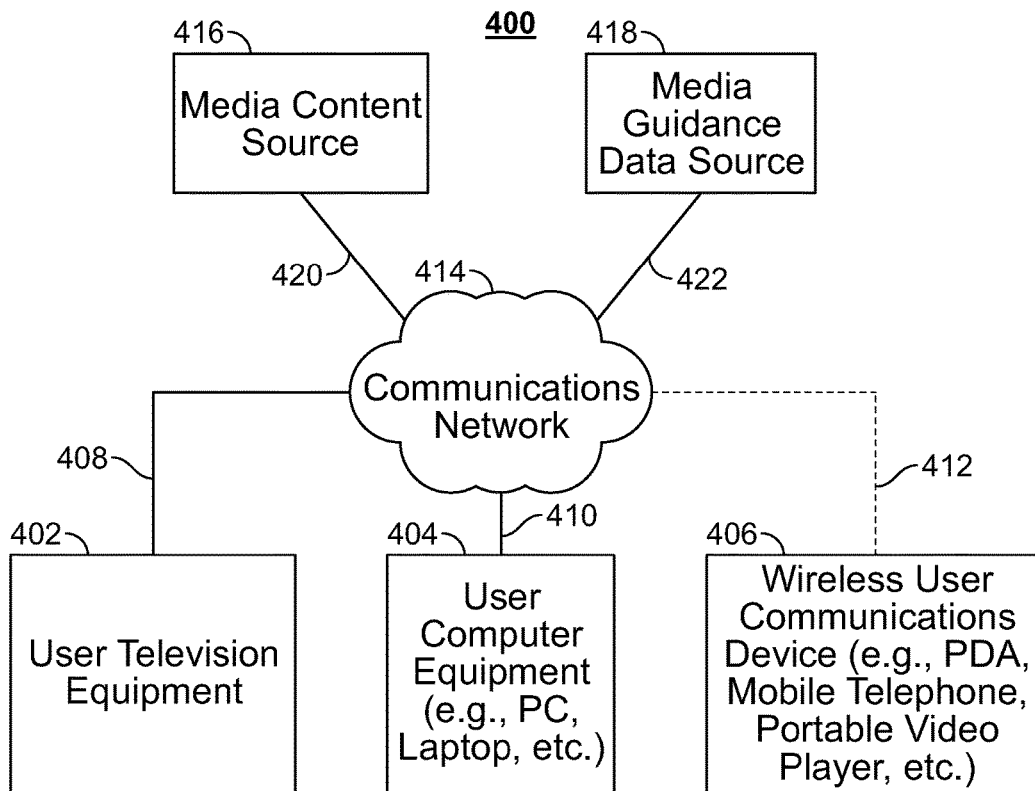 400
416
418
Media Content
Source
Media
Guidance
Data Source
420
414
422
Communications
Network
408
412
402
404
410
406
User Television
Equipment
User
Computer
Equipment
(e.g., PC,
Laptop, etc.)
Wireless User
Communications
Device (e.g., PDA,
Mobile Telephone,
Portable Video
Player, etc.)